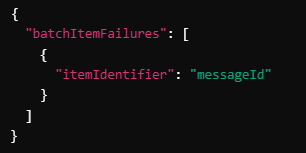 {
  "batchItemFailures": [
    {
      "itemIdentifier": "messageId"
    }
  ]
}